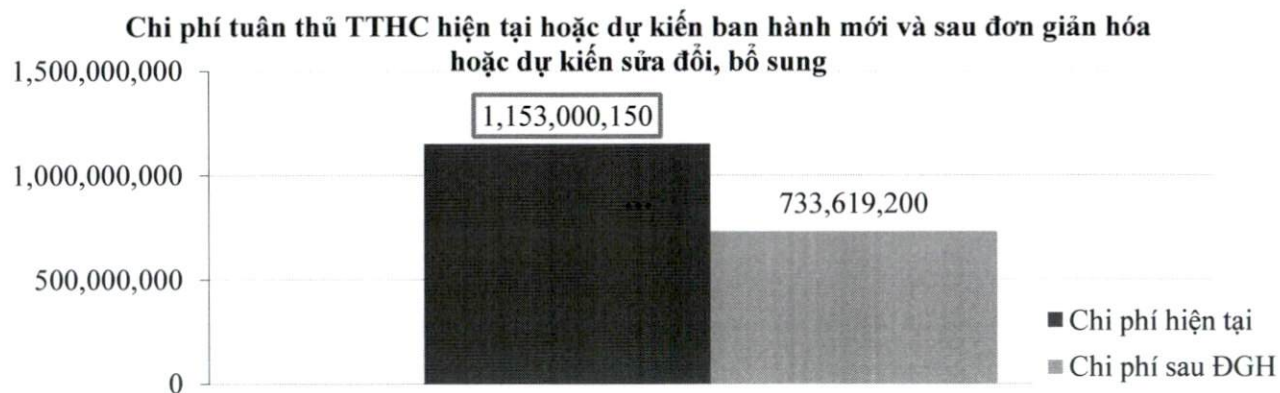 Chi phí tuân thủ TTHC hiện tại hoặc dự kiến ban hành mới và sau đơn giản hóa
hoặc dự kiến sửa đổi, bổ sung
1,500,000,000
1,153,000,150
1,000,000,000
733,619,200
500,000,000
Chi phí hiện tại
Chi phí sau ĐGH
0